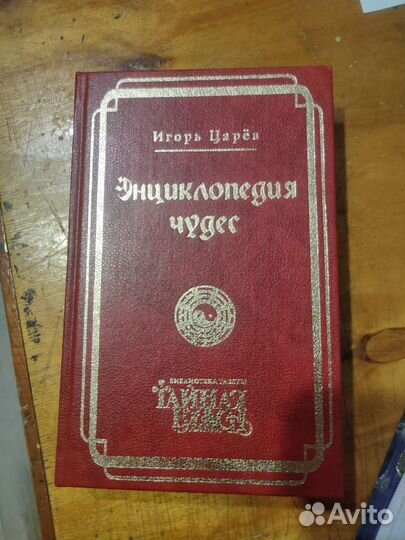 Игорь Царёв
Энциклопедия
чудес
БИБЛИОТЕКА ГАЗЕТЫ
ТАЙНАЯ
ВЛАСТЬ
Avito